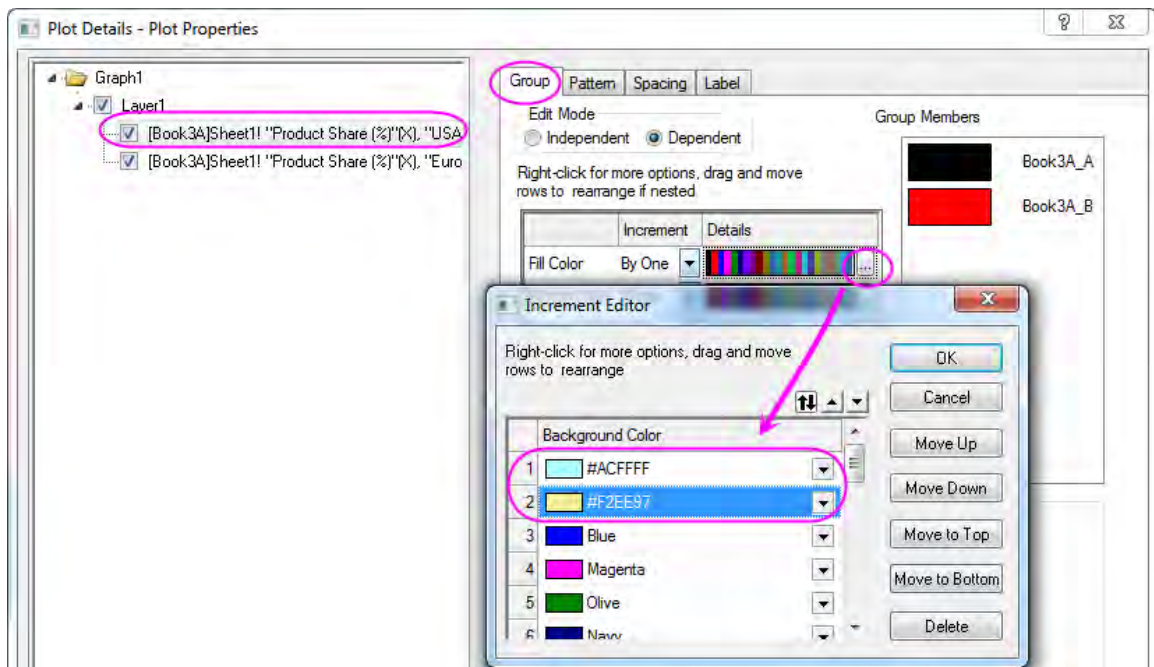 Plot Details - Plot Properties
Graph1
Layer1
[Book3A]Sheet1! "Product Share (%)"(X), "USA
[Book3A]Sheet1! "Product Share (%)"(X), "Euro
Group Pattern Spacing Label
Edit Mode
Independent Dependent
Group Members
Right-click for more options, drag and move
rows to rearrange if nested
Book3A_A
Book3A_B
Increment Details
Fill Color By One ...
Increment Editor
Right-click for more options, drag and move
rows to rearrange
Background Color
1 #ACFFFF
2 #F2EE97
3 Blue
4 Magenta
5 Olive
6 Navy
OK
Cancel
Move Up
Move Down
Move to Top
Move to Bottom
Delete